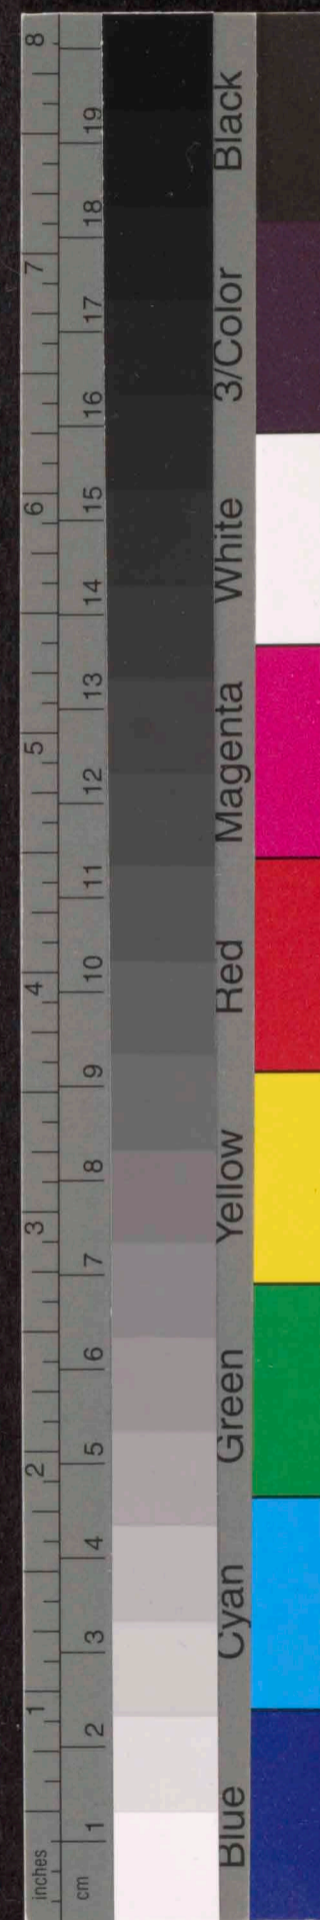 inches 1 2 3 4 5 6 7 8
cm 1 2 3 4 5 6 7 8 9 10 11 12 13 14 15 16 17 18 19
Blue Cyan Green Yellow Red Magenta White 3/Color Black